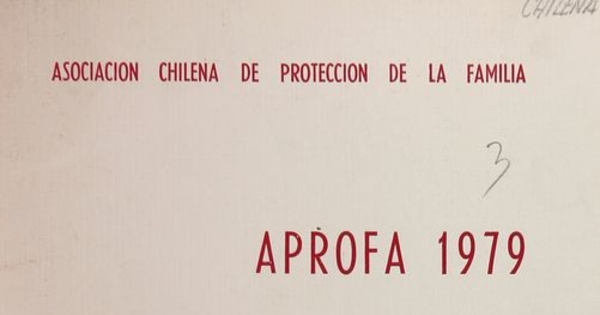 CHILENA
ASOCIACION CHILENA DE PROTECCION DE LA FAMILIA
3
APROFA 1979